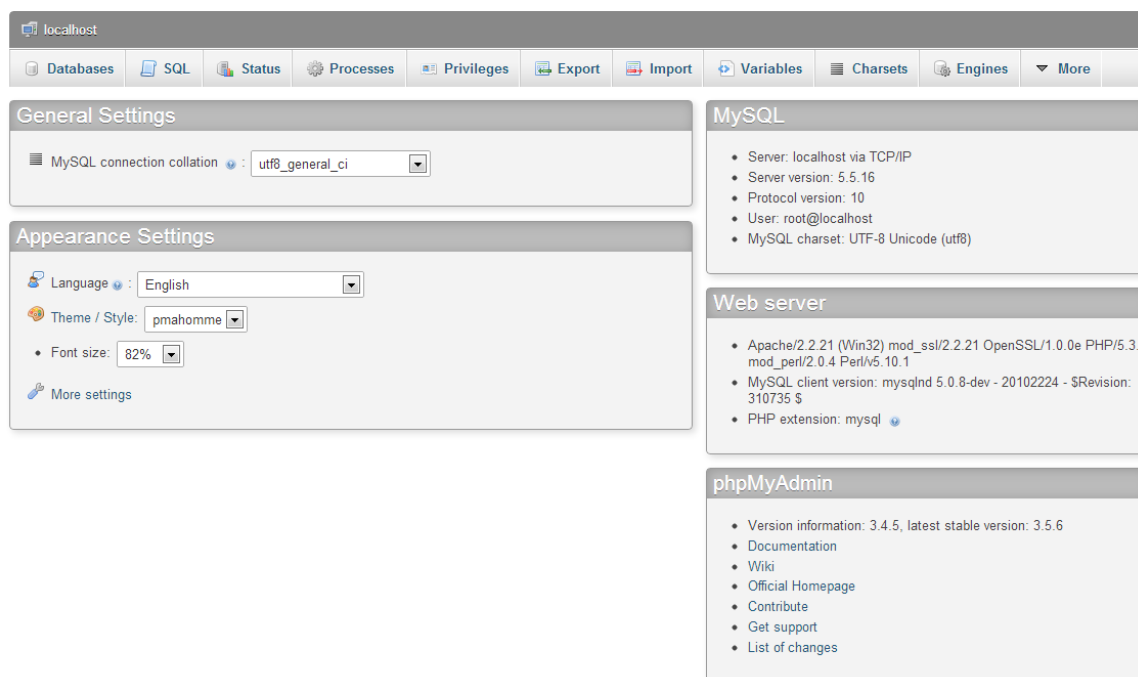 localhost
Databases SQL Status Processes Privileges Export Import Variables Charsets Engines More
General Settings
MySQL connection collation : utf8_general_ci
Appearance Settings
Language : English
Theme / Style: pmahomme
Font size: 82%
More settings
MySQL
Server: localhost via TCP/IP
Server version: 5.5.16
Protocol version: 10
User: root@localhost
MySQL charset: UTF-8 Unicode (utf8)
Web server
Apache/2.2.21 (Win32) mod_ssl/2.2.21 OpenSSL/1.0.0e PHP/5.3.
mod_perl/2.0.4 Perl/v5.10.1
MySQL client version: mysqlnd 5.0.8-dev - 20102224 - $Revision:
310735 $
PHP extension: mysql
phpMyAdmin
Version information: 3.4.5, latest stable version: 3.5.6
Documentation
Wiki
Official Homepage
Contribute
Get support
List of changes